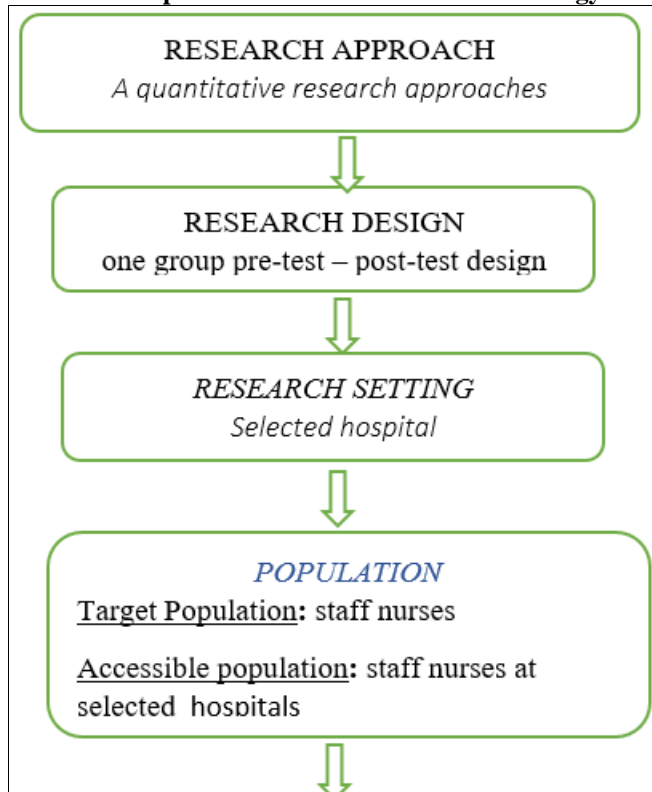 RESEARCH APPROACH
A quantitative research approaches
RESEARCH DESIGN
one group pre-test – post-test design
RESEARCH SETTING
Selected hospital
POPULATION
Target Population: staff nurses
Accessible population: staff nurses at
selected hospitals